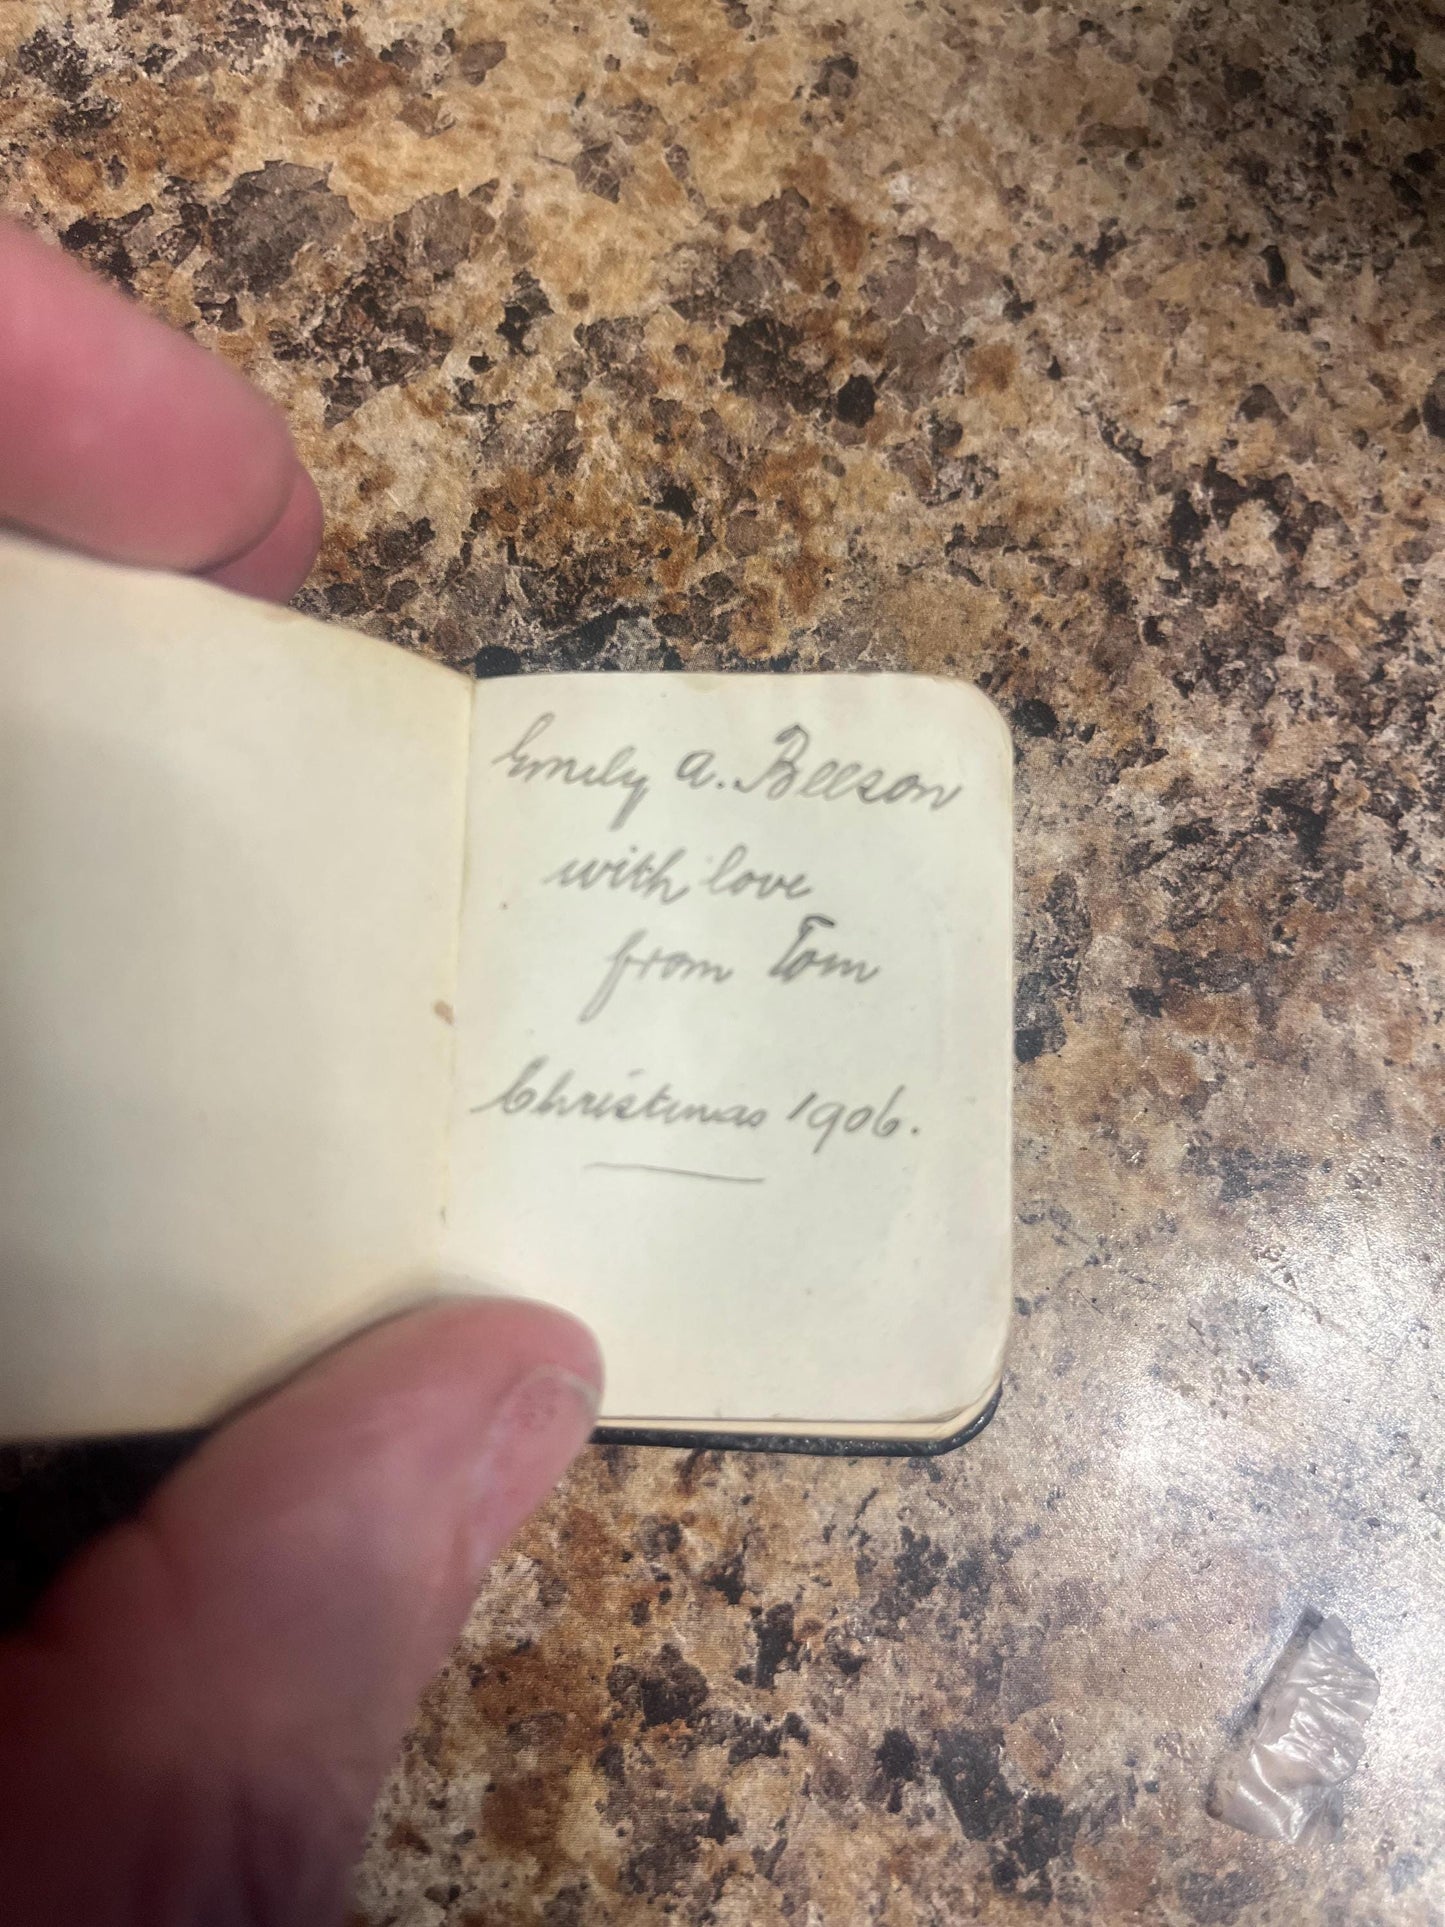 Emily A. Beeson
with love
from Tom
Christmas 1906.